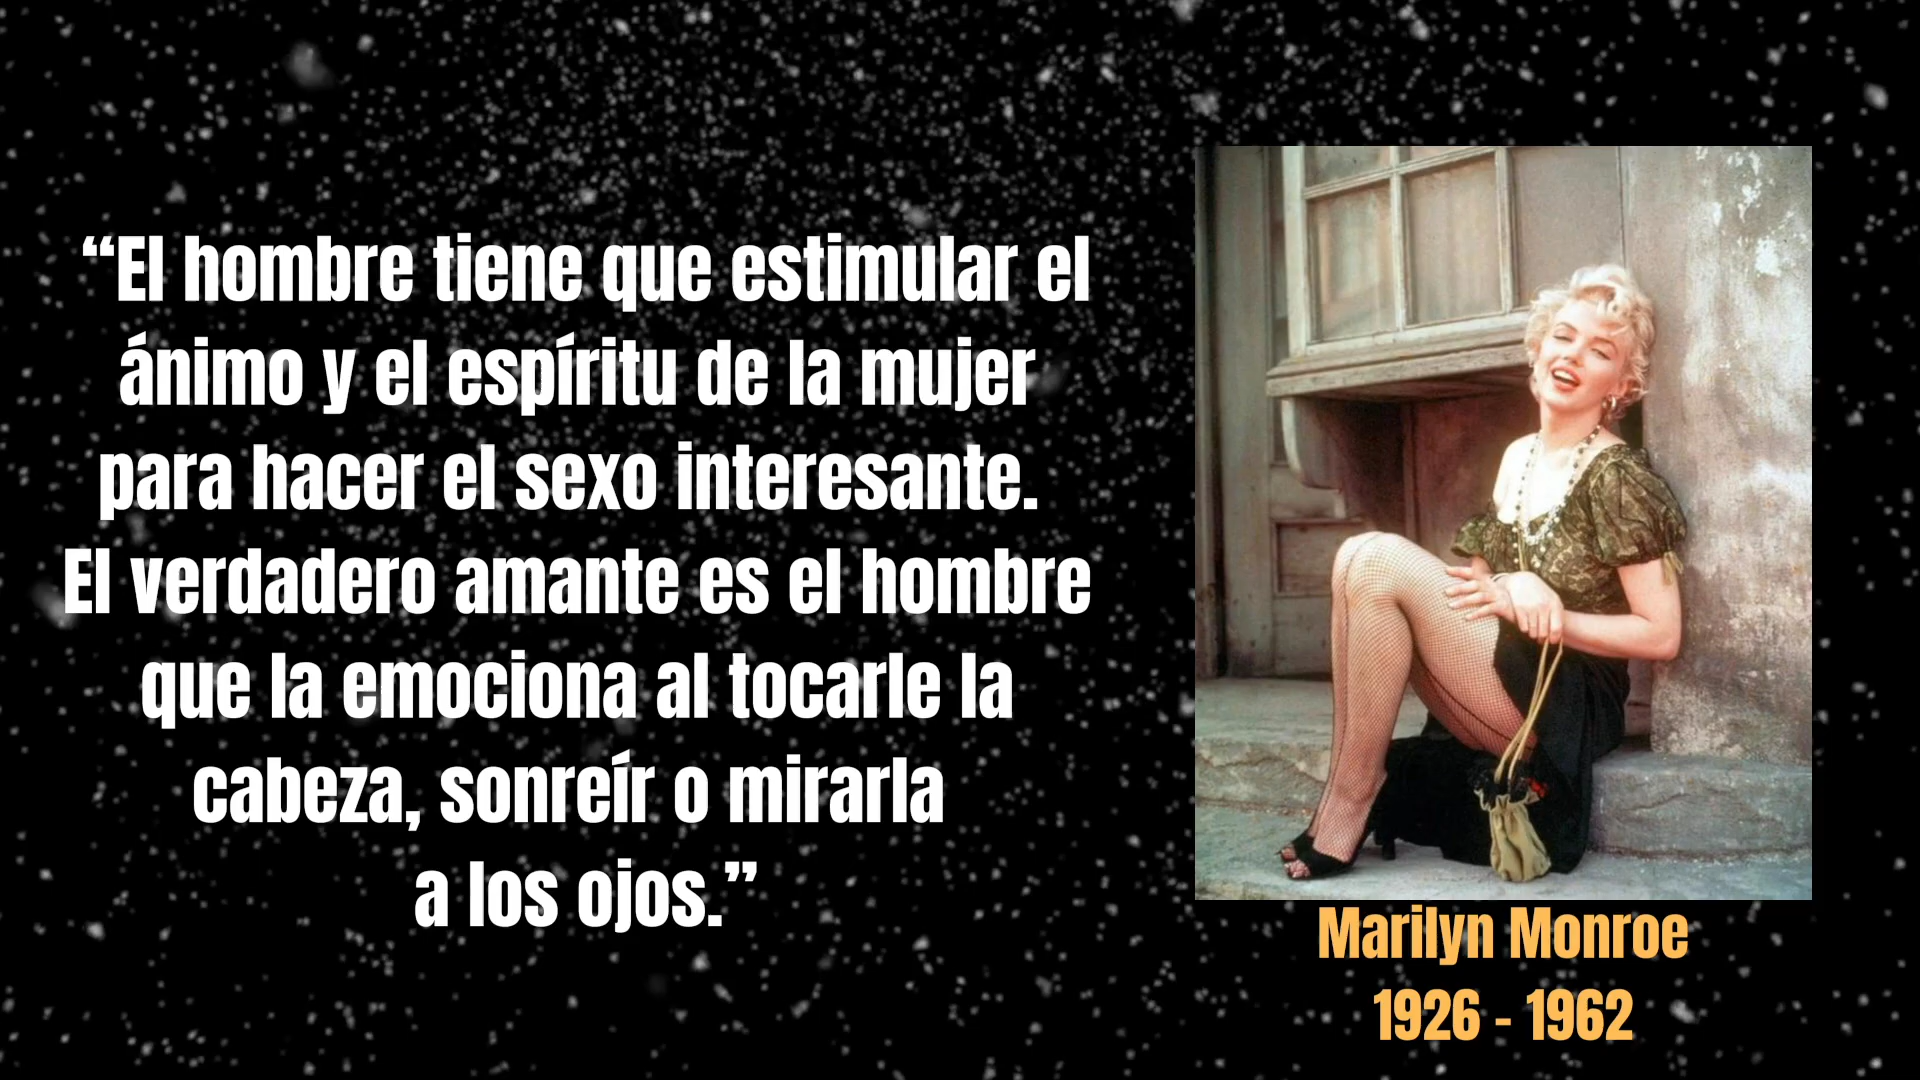 “El hombre tiene que estimular el
ánimo y el espíritu de la mujer
para hacer el sexo interesante.
El verdadero amante es el hombre
que la emociona al tocarle la
cabeza, sonreír o mirarla
a los ojos.”
Marilyn Monroe
1926 - 1962